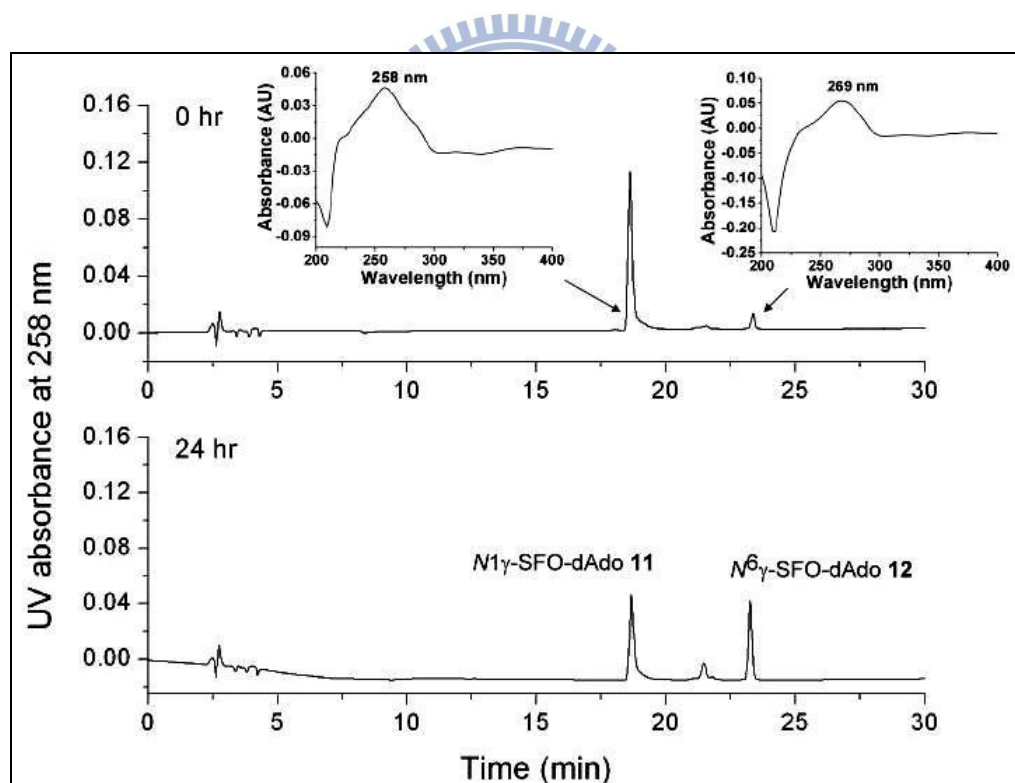 0 hr
258 nm
0.06
0.03
0.00
-0.03
-0.06
-0.09
Absorbance (AU)
200 250 300 350 400
Wavelength (nm)
269 nm
0.10
0.05
0.00
-0.05
-0.10
-0.15
-0.20
-0.25
Absorbance (AU)
200 250 300 350 400
Wavelength (nm)
0.16
0.12
0.08
0.04
0.00
0 5 10 15 20 25 30
UV absorbance at 258 nm
24 hr
0.16
0.12
0.08
0.04
0.00
N1γ-SFO-dAdo 11
N⁶γ-SFO-dAdo 12
0 5 10 15 20 25 30
Time (min)